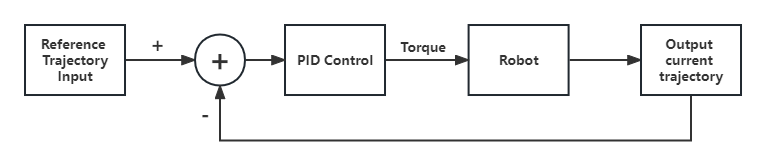 Reference
Trajectory
Input
+
+
PID Control
Torque
Robot
Output
current
trajectory
-